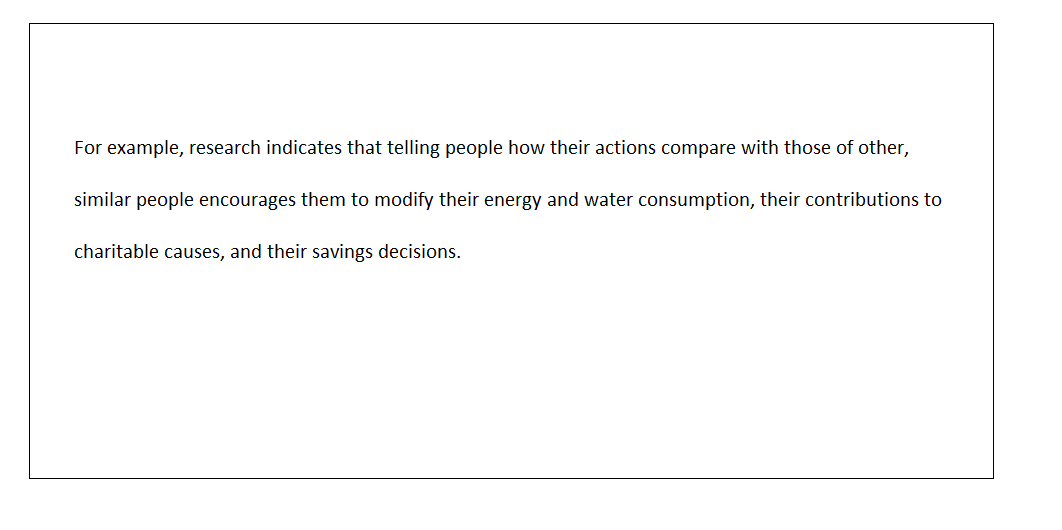 For example, research indicates that telling people how their actions compare with those of other,
similar people encourages them to modify their energy and water consumption, their contributions to
charitable causes, and their savings decisions.